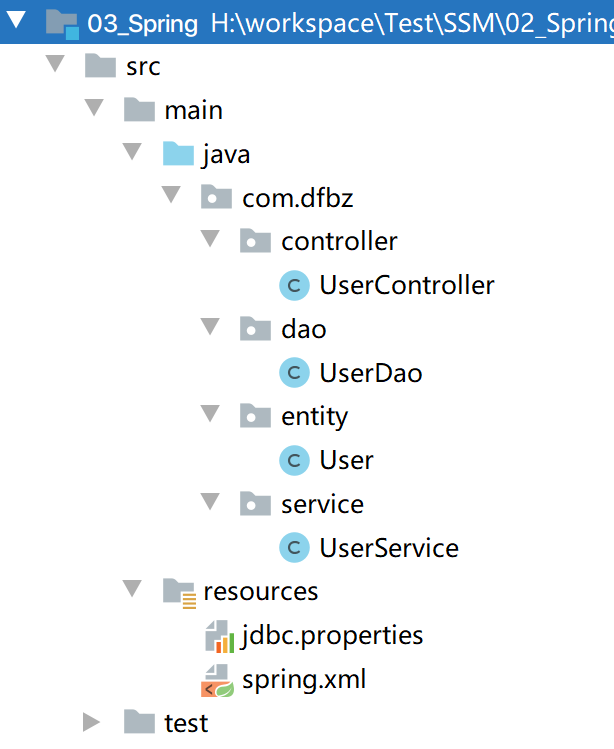 03_Spring H:\workspace\Test\SSM\02_Spring
src
main
java
com.dfbz
controller
C UserController
dao
C UserDao
entity
C User
service
C UserService
resources
jdbc.properties
spring.xml
test